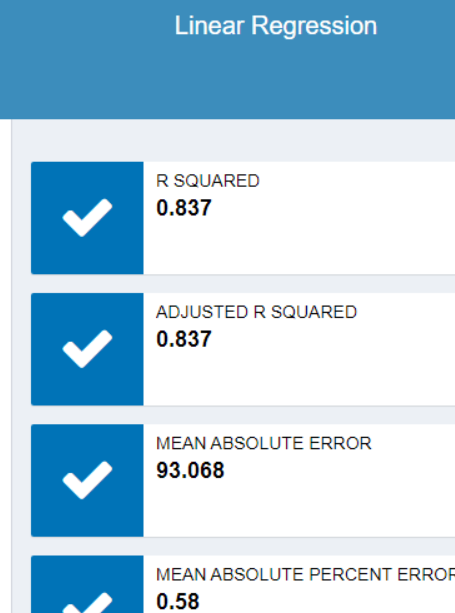 Linear Regression
R SQUARED
0.837
ADJUSTED R SQUARED
0.837
MEAN ABSOLUTE ERROR
93.068
MEAN ABSOLUTE PERCENT ERROR
0.58